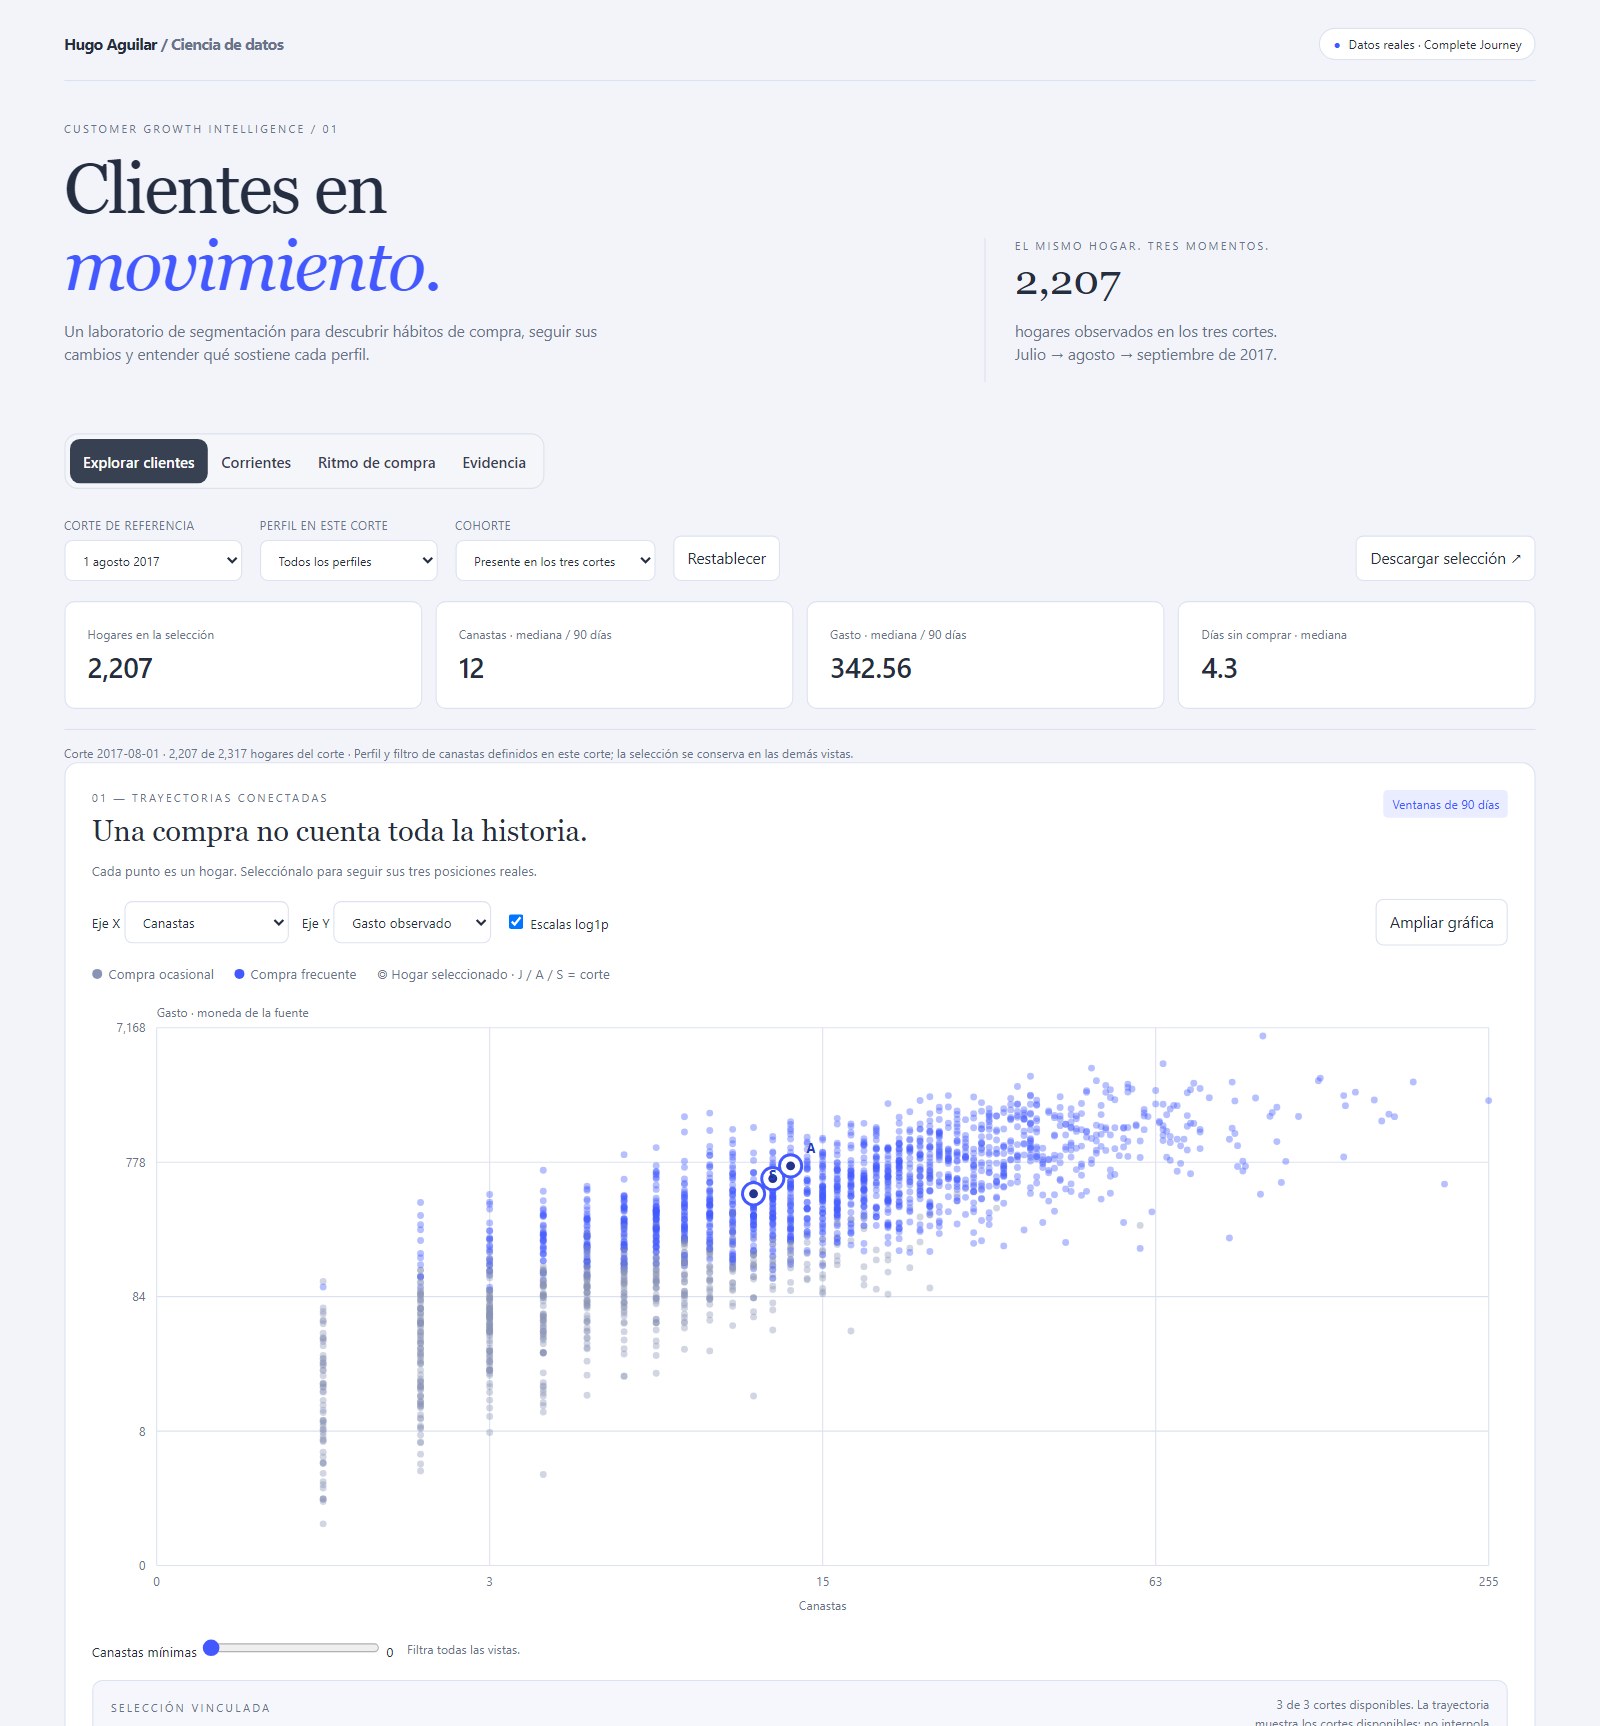 Hugo Aguilar / Ciencia de datos
Datos reales · Complete Journey
CUSTOMER GROWTH INTELLIGENCE / 01
Clientes en
movimiento.
Un laboratorio de segmentación para descubrir hábitos de compra, seguir sus
cambios y entender qué sostiene cada perfil.
EL MISMO HOGAR. TRES MOMENTOS.
2,207
hogares observados en los tres cortes.
Julio → agosto → septiembre de 2017.
Explorar clientes
Corrientes
Ritmo de compra
Evidencia
CORTE DE REFERENCIA
1 agosto 2017
PERFIL EN ESTE CORTE
Todos los perfiles
COHORTE
Presente en los tres cortes
Restablecer
Descargar selección ↗
Hogares en la selección
2,207
Canastas · mediana / 90 días
12
Gasto · mediana / 90 días
342.56
Días sin comprar · mediana
4.3
Corte 2017-08-01 · 2,207 de 2,317 hogares del corte · Perfil y filtro de canastas definidos en este corte; la selección se conserva en las demás vistas.
01 — TRAYECTORIAS CONECTADAS
Una compra no cuenta toda la historia.
Ventanas de 90 días
Cada punto es un hogar. Selecciónalo para seguir sus tres posiciones reales.
Eje X
Canastas
Eje Y
Gasto observado
Escalas log1p
Ampliar gráfica
Compra ocasional
Compra frecuente
◎ Hogar seleccionado · J / A / S = corte
Gasto · moneda de la fuente
7,168
778
84
8
0
A
S
0
3
15
63
255
Canastas
Canastas mínimas
0
Filtra todas las vistas.
SELECCIÓN VINCULADA
3 de 3 cortes disponibles. La trayectoria
muestra los cortes disponibles; no interpola